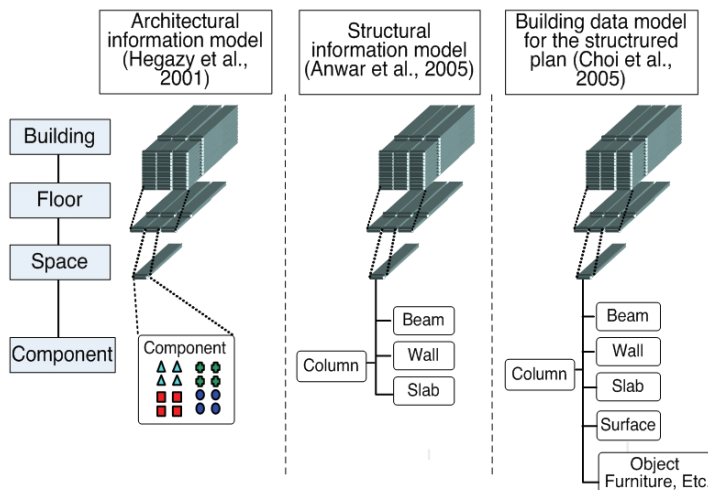 Architectural
information model
(Hegazy et al.,
2001)
Structural
information model
(Anwar et al., 2005)
Building data model
for the structrured
plan (Choi et al.,
2005)
Building
Floor
Space
Component
Component
Column
Beam
Wall
Slab
Column
Beam
Wall
Slab
Surface
Object
Furniture, Etc.